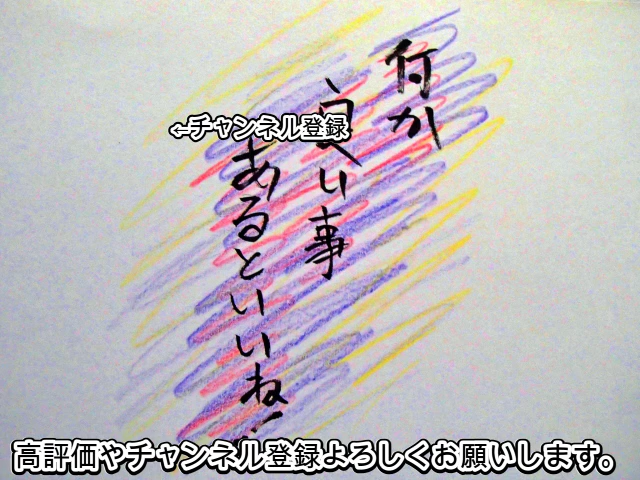 何か
良い事
あるといいね!!
←チャンネル登録
高評価やチャンネル登録よろしくお願いします。